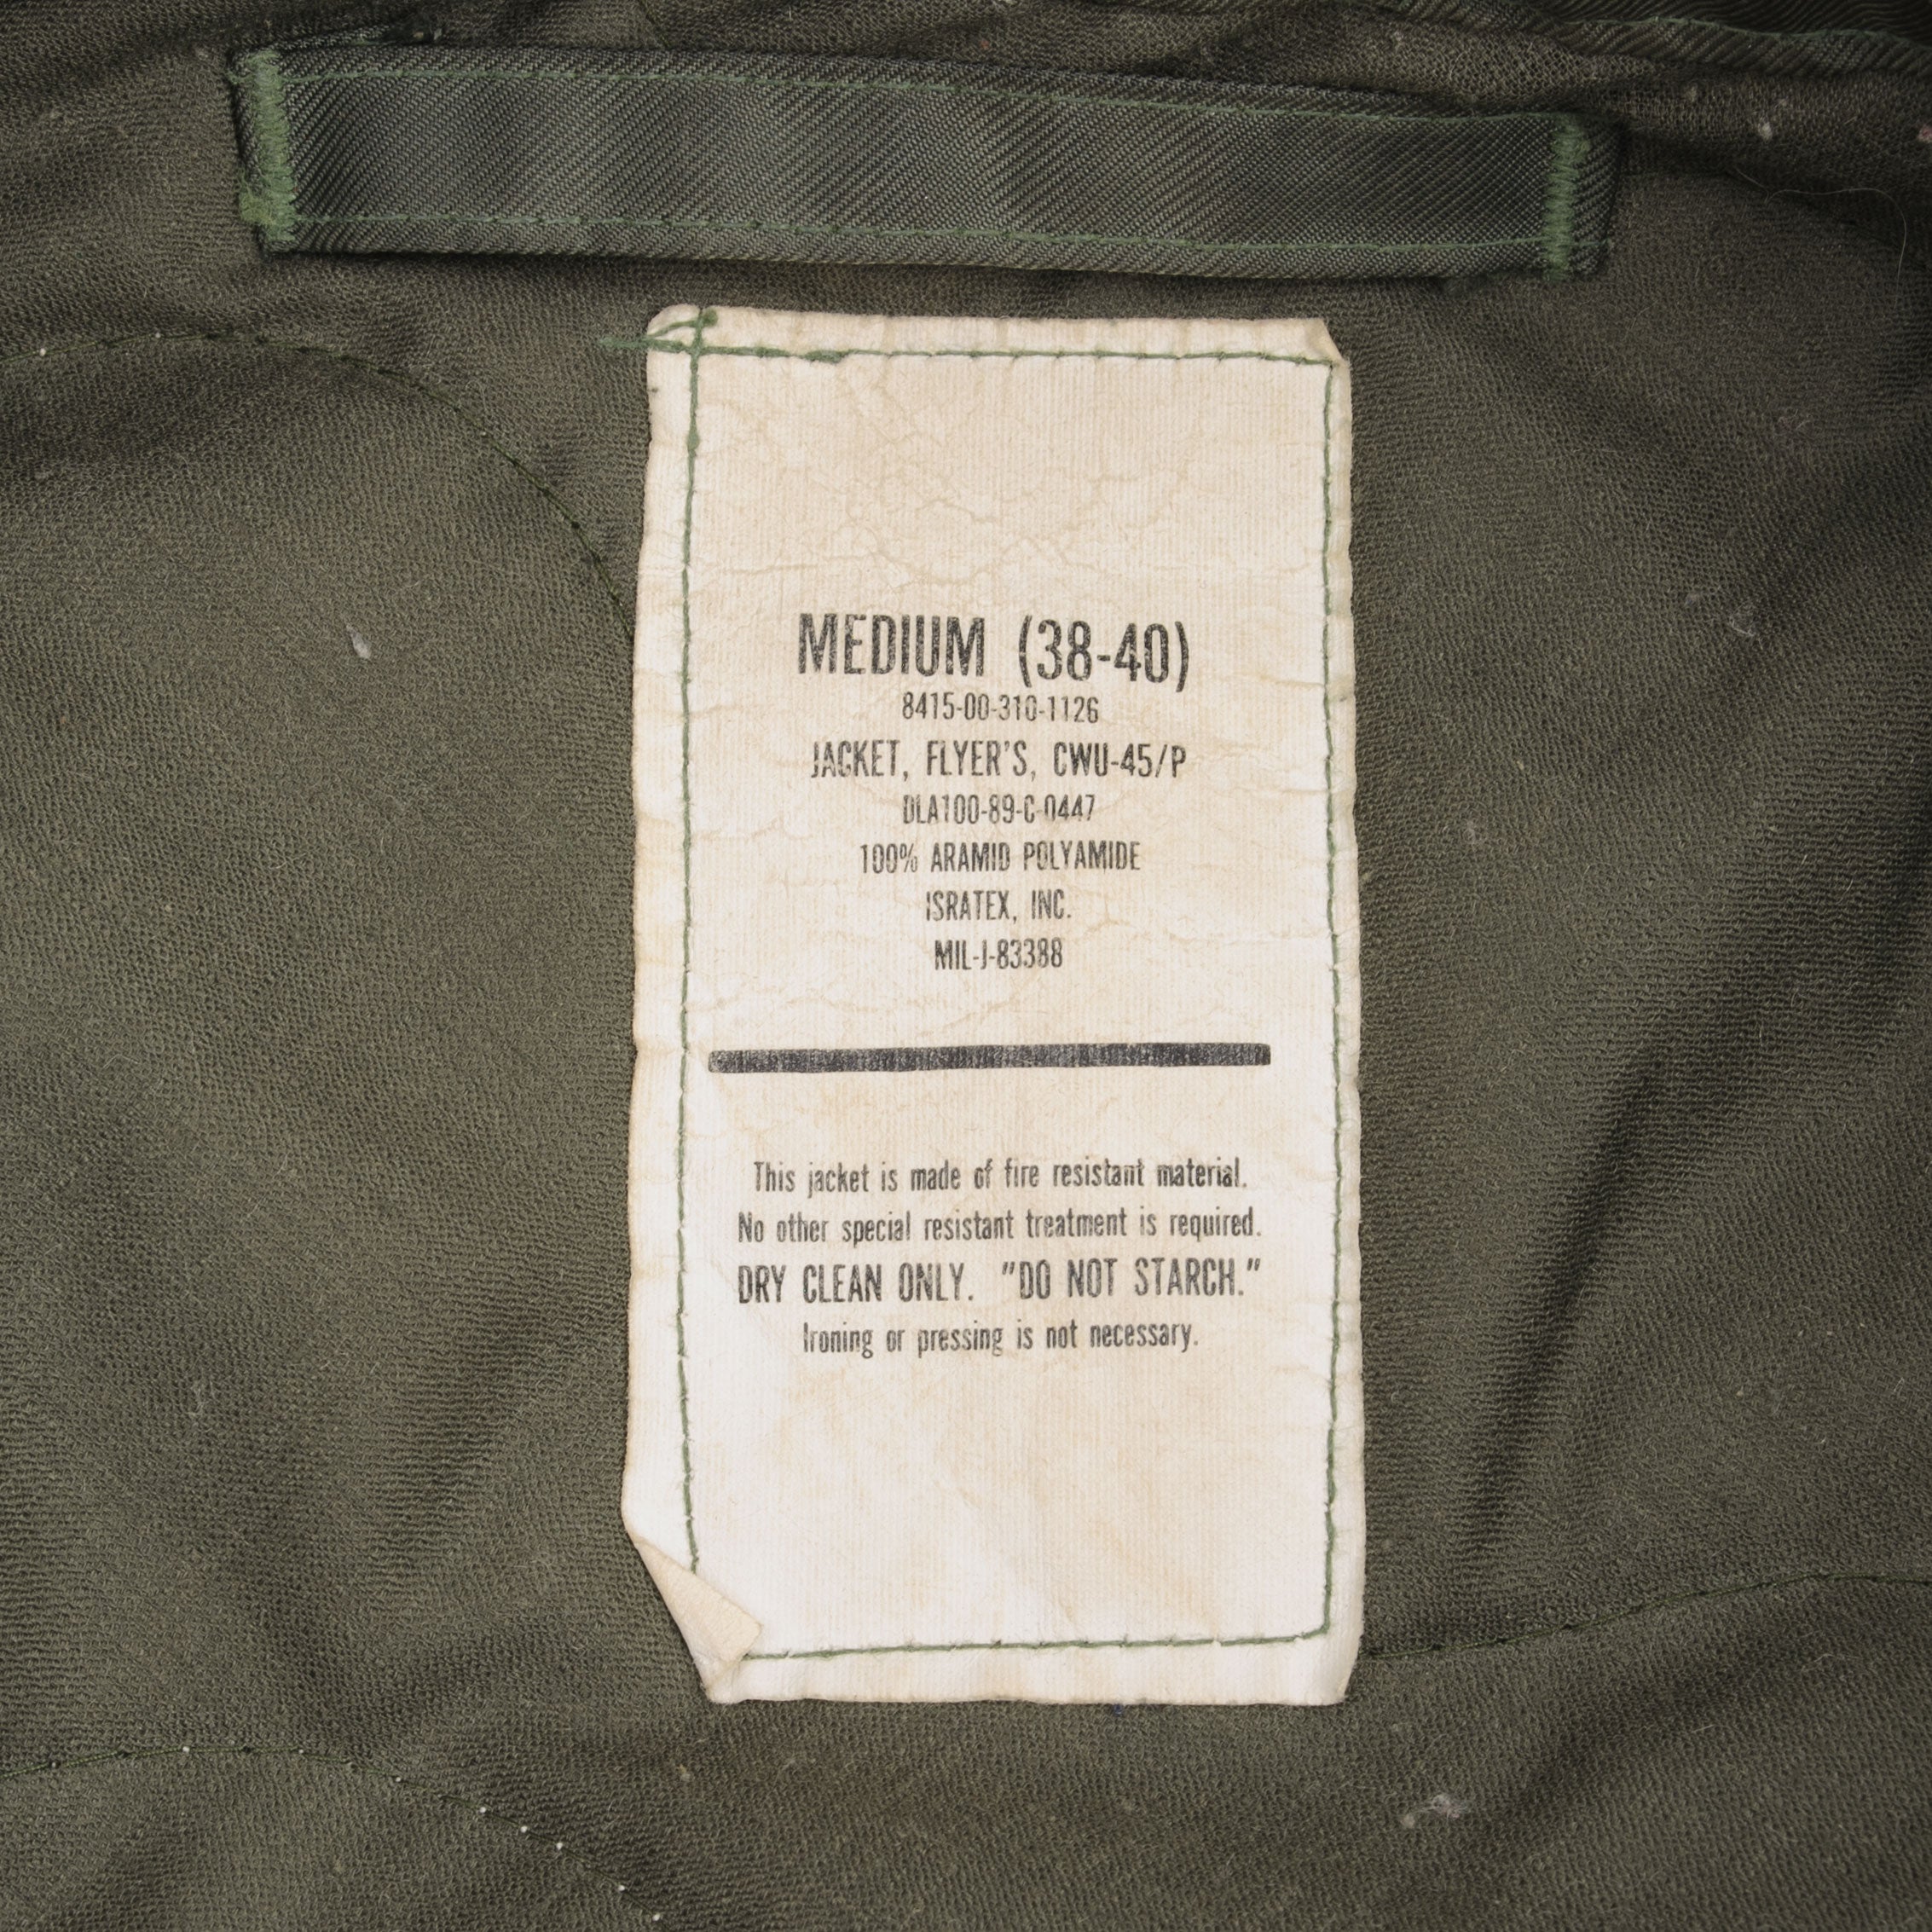 MEDIUM (38-40)
8415-00-310-1126
JACKET, FLYER'S, CWU-45/P
DLA100-89-C-0447
100% ARAMID POLYAMIDE
ISRATEX, INC.
MIL-J-83388
This jacket is made of fire resistant material.
No other special resistant treatment is required.
DRY CLEAN ONLY. "DO NOT STARCH."
Ironing or pressing is not necessary.